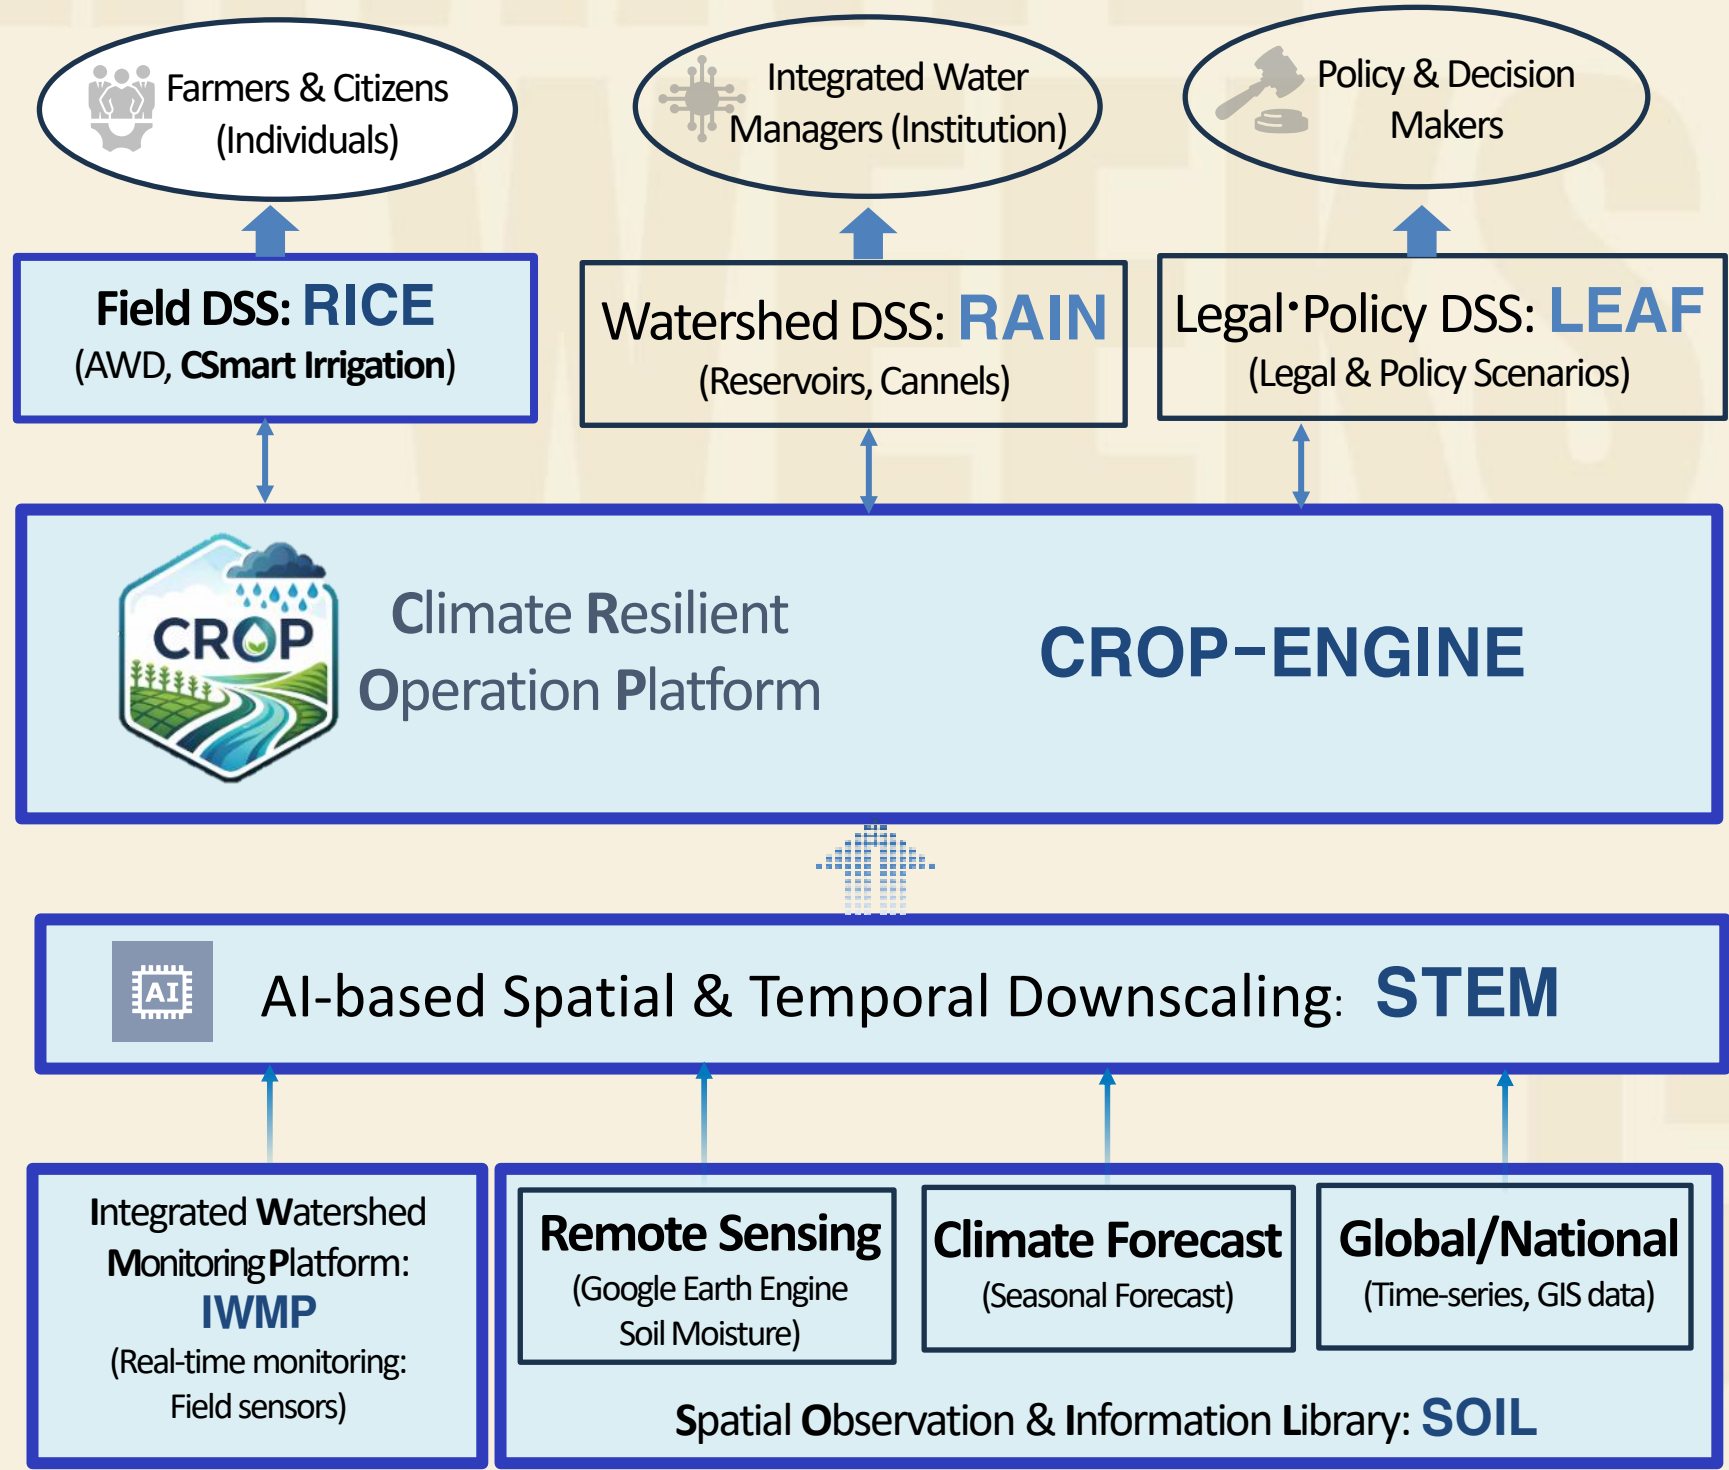 Farmers & Citizens
(Individuals)
Integrated Water
Managers (Institution)
Policy & Decision
Makers
Field DSS: RICE
(AWD, CSmart Irrigation)
Watershed DSS: RAIN
(Reservoirs, Cannels)
Legal·Policy DSS: LEAF
(Legal & Policy Scenarios)
CROP
Climate Resilient
Operation Platform
CROP-ENGINE
AI
AI-based Spatial & Temporal Downscaling: STEM
Integrated Watershed
Monitoring Platform:
IWMP
(Real-time monitoring:
Field sensors)
Remote Sensing
(Google Earth Engine
Soil Moisture)
Climate Forecast
(Seasonal Forecast)
Global/National
(Time-series, GIS data)
Spatial Observation & Information Library: SOIL